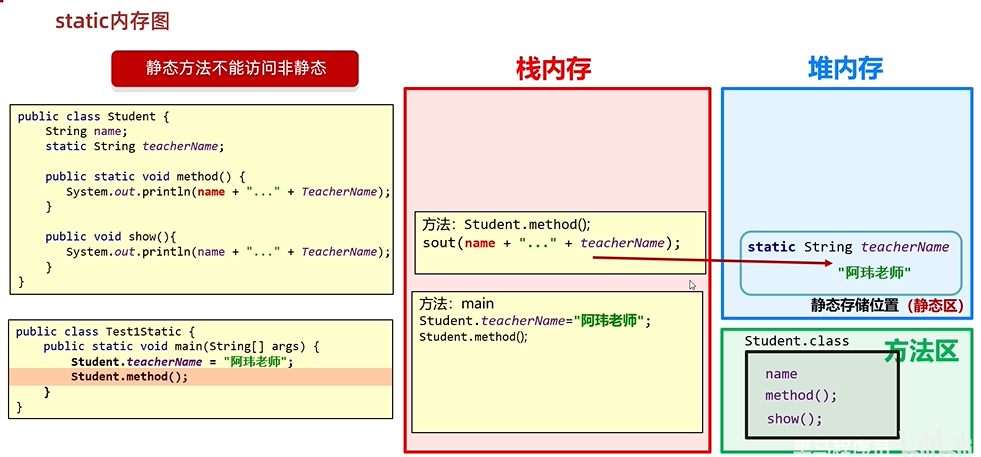 static内存图
静态方法不能访问非静态
public class Student {
String name;
static String teacherName;
public static void method() {
System.out.println(name + "..." + TeacherName);
}
public void show(){
System.out.println(name + "..." + TeacherName);
}
}
public class Test1Static {
public static void main(String[] args) {
Student.teacherName = "阿玮老师";
Student.method();
}
}
栈内存
方法：Student.method();
sout(name + "..." + teacherName);
方法：main
Student.teacherName="阿玮老师";
Student.method();
堆内存
static String teacherName
"阿玮老师"
静态存储位置（静态区）
Student.class
方法区
name
method();
show();